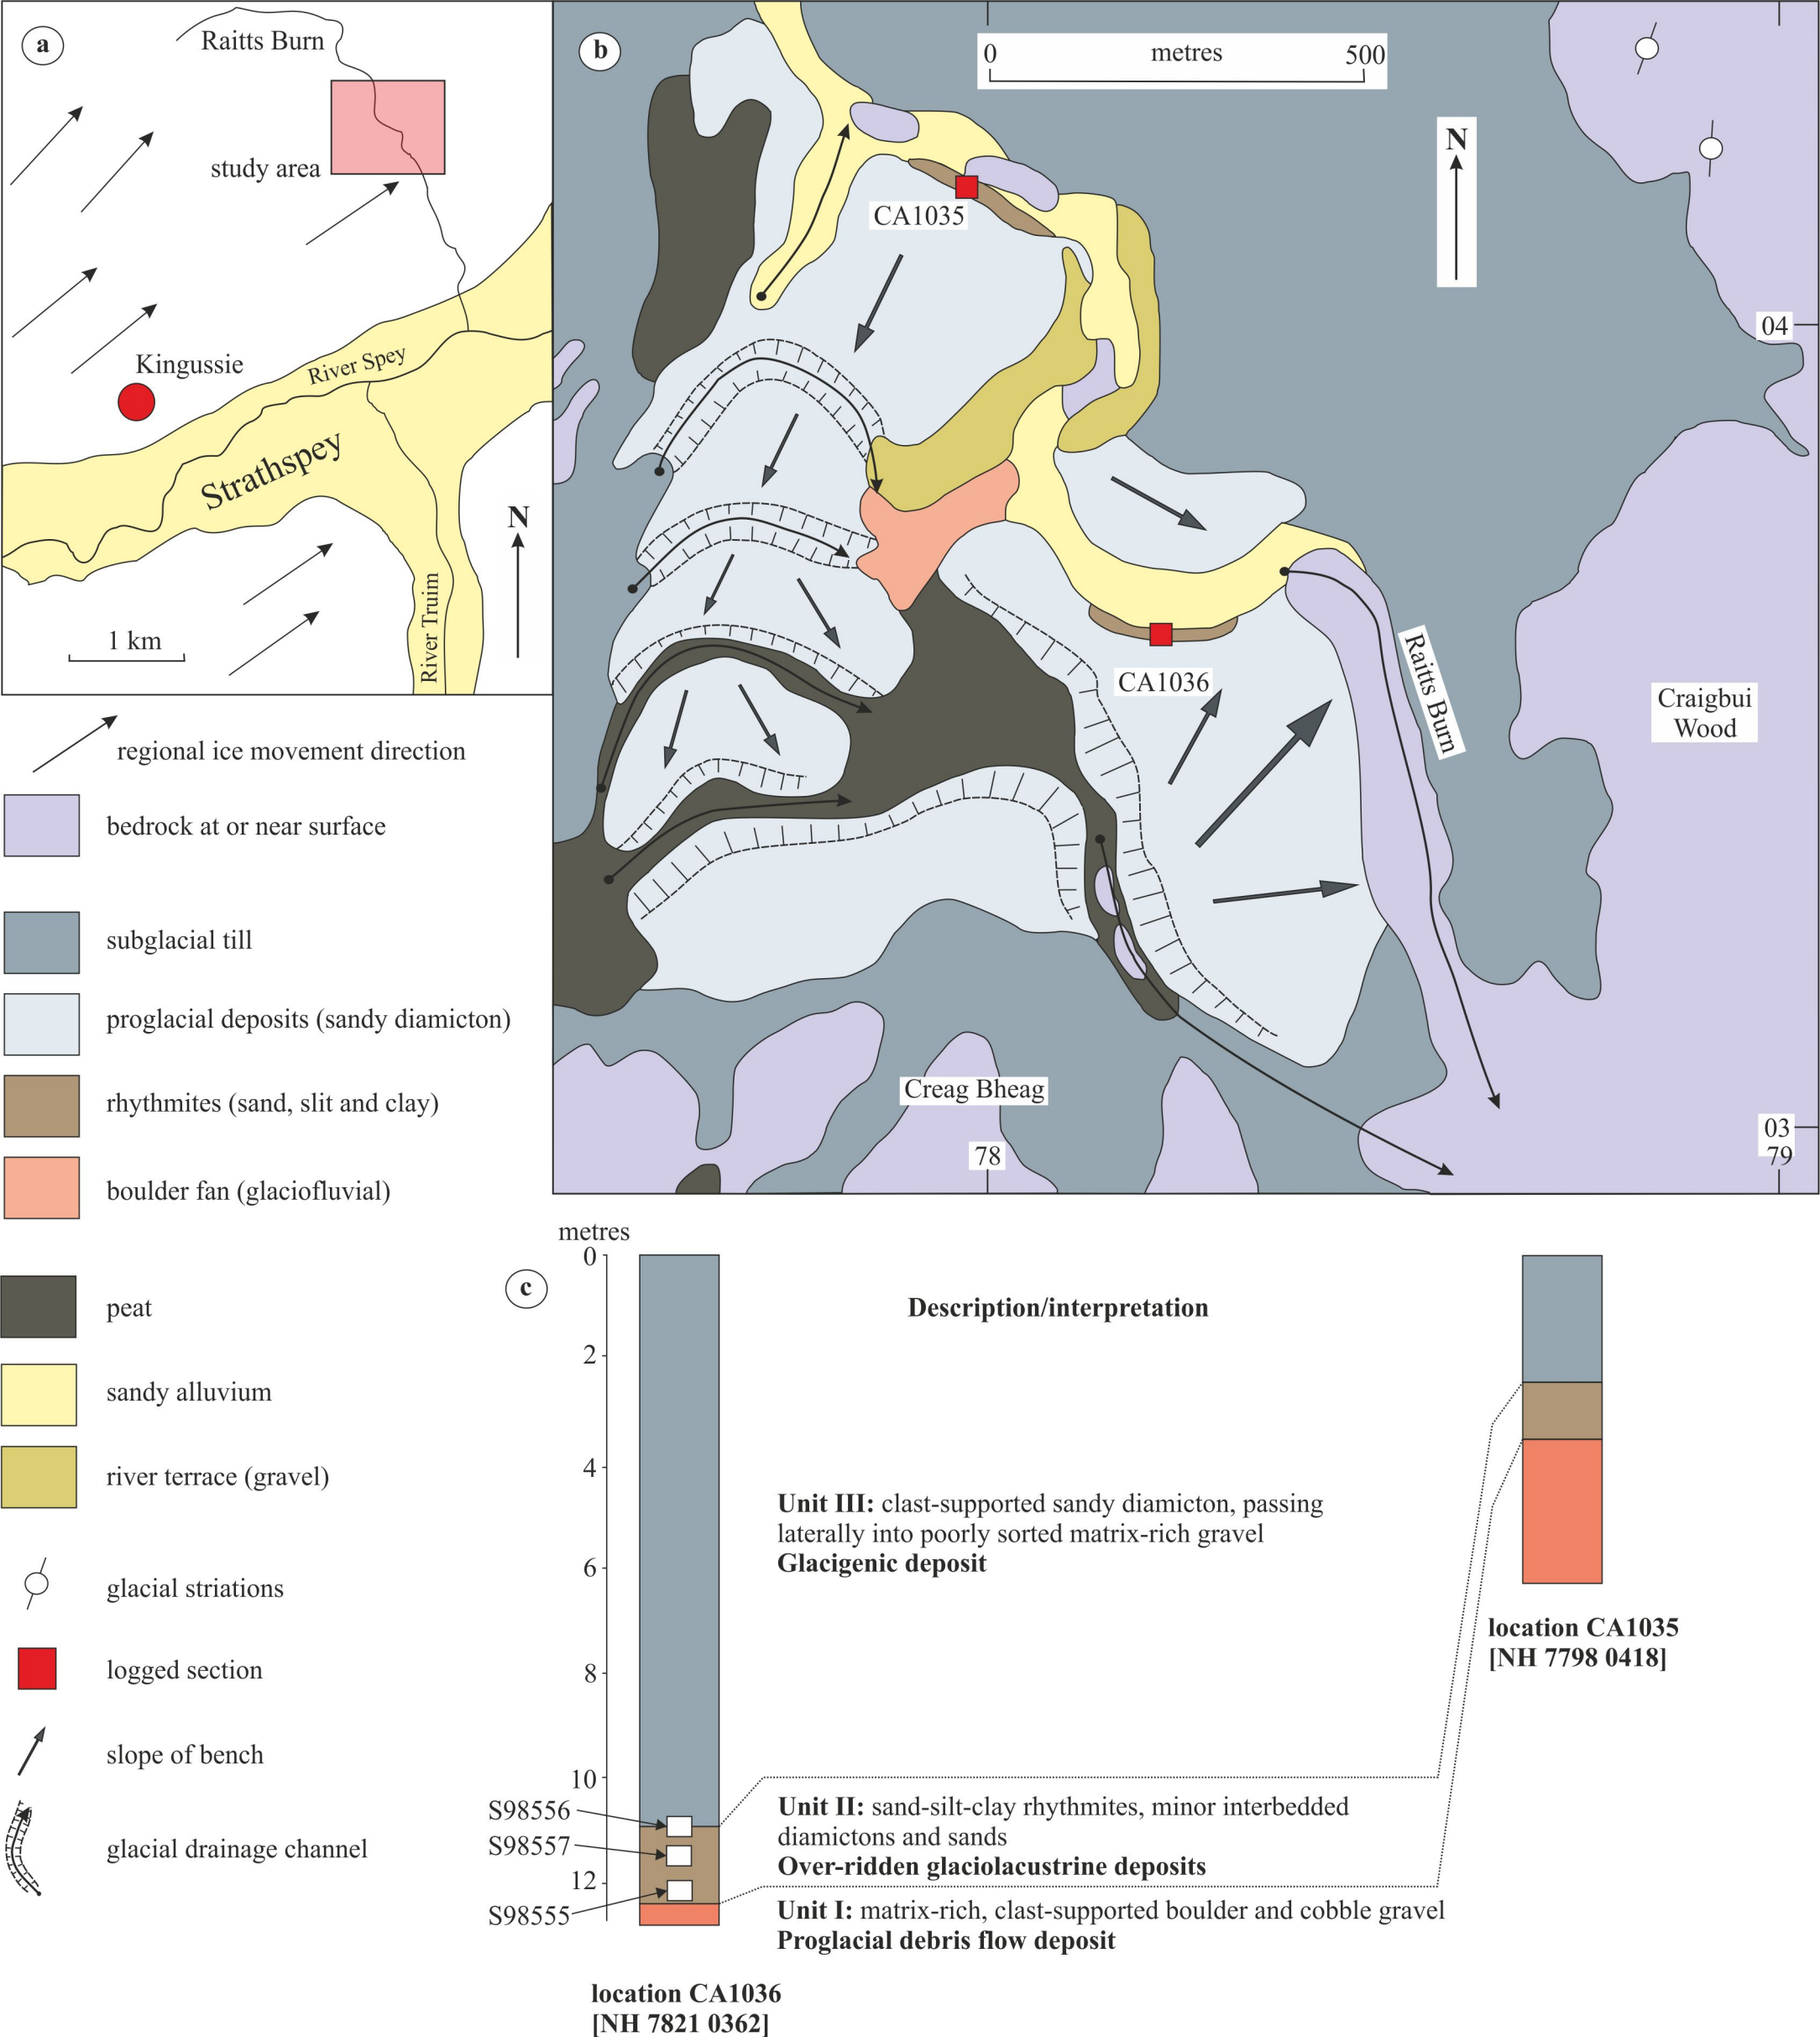 a
Raitts Burn
study area
Kingussie
River Spey
Strathspey
N
1 km
River Truim
b
0 metres 500
N
CA1035
04
CA1036
Raitts Burn
Craigbui
Wood
Creag Bheag
03
78
79
regional ice movement direction
bedrock at or near surface
subglacial till
proglacial deposits (sandy diamicton)
rhythmites (sand, slit and clay)
boulder fan (glaciofluvial)
peat
sandy alluvium
river terrace (gravel)
glacial striations
logged section
slope of bench
glacial drainage channel
c
metres
0
2
4
6
8
10
12
S98556
S98557
S98555
Description/interpretation
Unit III: clast-supported sandy diamicton, passing
laterally into poorly sorted matrix-rich gravel
Glacigenic deposit
Unit II: sand-silt-clay rhythmites, minor interbedded
diamictons and sands
Over-ridden glaciolacustrine deposits
Unit I: matrix-rich, clast-supported boulder and cobble gravel
Proglacial debris flow deposit
location CA1035
[NH 7798 0418]
location CA1036
[NH 7821 0362]